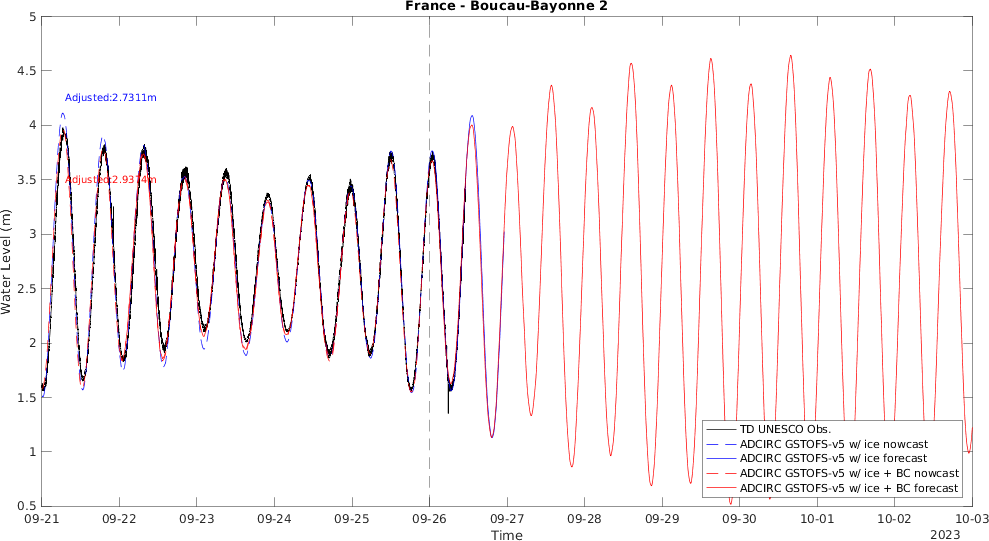 France - Boucau-Bayonne 2
Water Level (m)
5
4.5
4
3.5
3
2.5
2
1.5
1
0.5
Adjusted:2.7311m
Adjusted:2.9374m
TD UNESCO Obs.
ADCIRC GSTOFS-v5 w/ ice nowcast
ADCIRC GSTOFS-v5 w/ ice forecast
ADCIRC GSTOFS-v5 w/ ice + BC nowcast
ADCIRC GSTOFS-v5 w/ ice + BC forecast
09-21 09-22 09-23 09-24 09-25 09-26 09-27 09-28 09-29 09-30 10-01 10-02 10-03
Time
2023